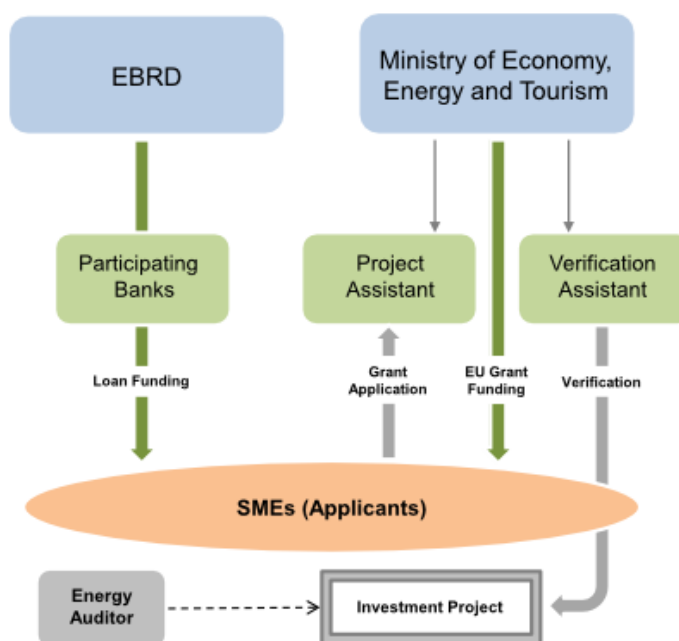 EBRD
Ministry of Economy,
Energy and Tourism
Participating
Banks
Project
Assistant
Verification
Assistant
Loan Funding
Grant
Application
EU Grant
Funding
Verification
SMEs (Applicants)
Energy
Auditor
Investment Project